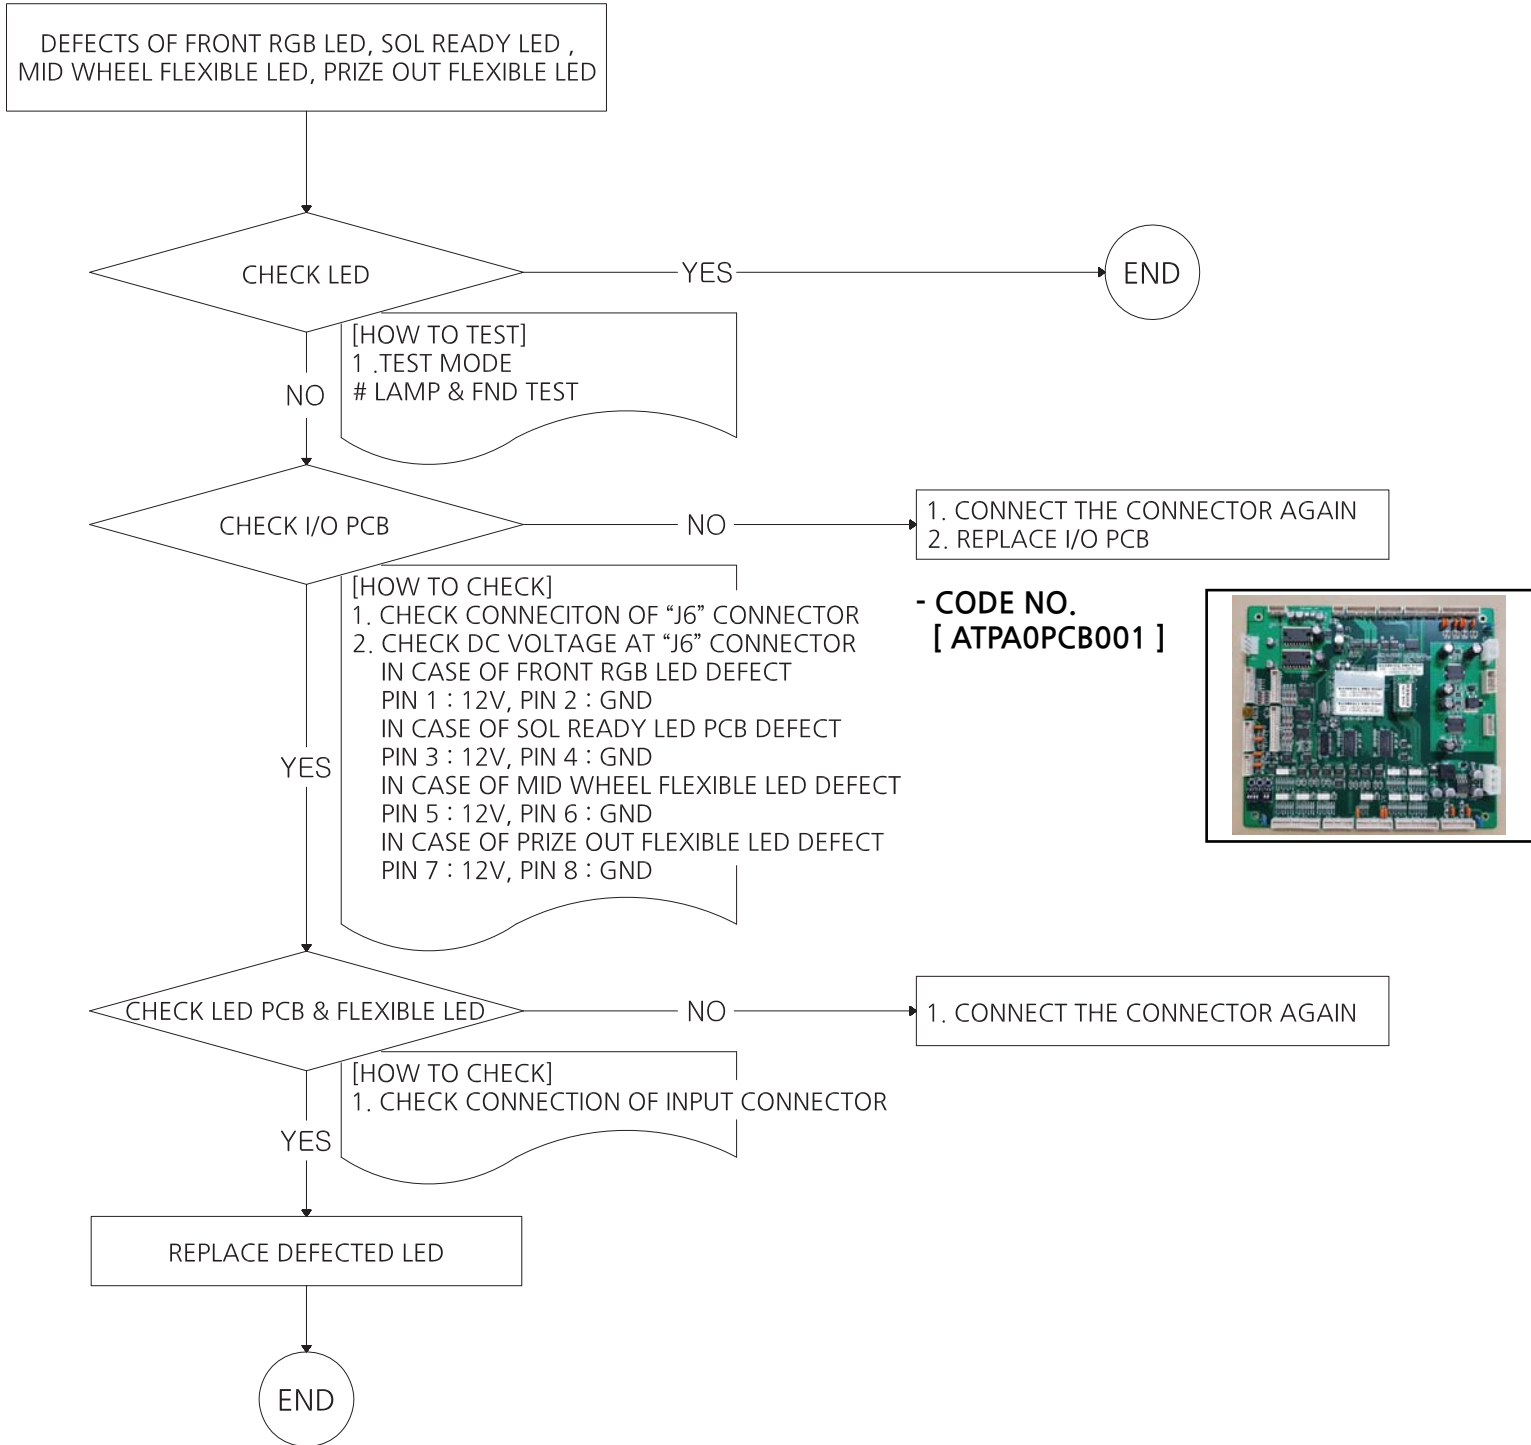 DEFECTS OF FRONT RGB LED, SOL READY LED ,
MID WHEEL FLEXIBLE LED, PRIZE OUT FLEXIBLE LED
CHECK LED
YES
END
[HOW TO TEST]
1 .TEST MODE
# LAMP & FND TEST
NO
CHECK I/O PCB
NO
1. CONNECT THE CONNECTOR AGAIN
2. REPLACE I/O PCB
[HOW TO CHECK]
1. CHECK CONNECITON OF “J6” CONNECTOR
2. CHECK DC VOLTAGE AT “J6” CONNECTOR
IN CASE OF FRONT RGB LED DEFECT
PIN 1 : 12V, PIN 2 : GND
IN CASE OF SOL READY LED PCB DEFECT
PIN 3 : 12V, PIN 4 : GND
IN CASE OF MID WHEEL FLEXIBLE LED DEFECT
PIN 5 : 12V, PIN 6 : GND
IN CASE OF PRIZE OUT FLEXIBLE LED DEFECT
PIN 7 : 12V, PIN 8 : GND
- CODE NO.
[ ATPA0PCB001 ]
YES
CHECK LED PCB & FLEXIBLE LED
NO
1. CONNECT THE CONNECTOR AGAIN
[HOW TO CHECK]
1. CHECK CONNECTION OF INPUT CONNECTOR
YES
REPLACE DEFECTED LED
END